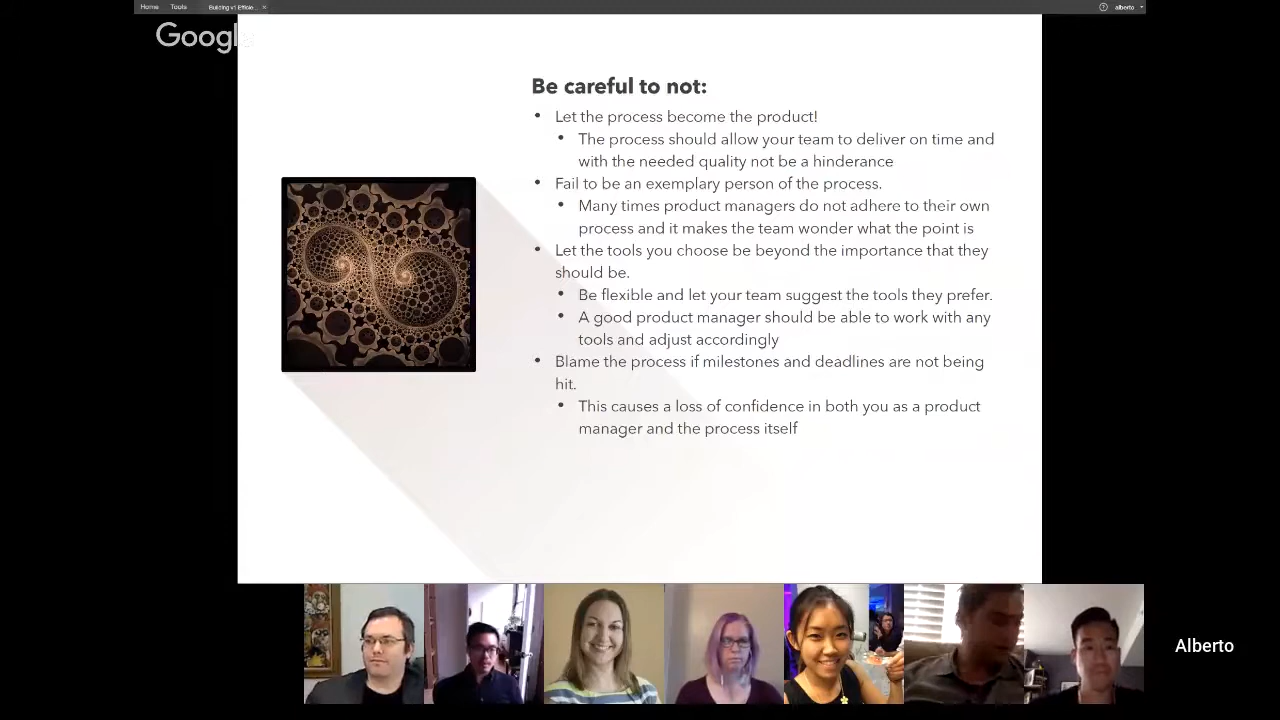 Home Tools Building v1 Efficie... × ? alberto
Google
Be careful to not:
• Let the process become the product!
• The process should allow your team to deliver on time and
with the needed quality not be a hinderance
• Fail to be an exemplary person of the process.
• Many times product managers do not adhere to their own
process and it makes the team wonder what the point is
• Let the tools you choose be beyond the importance that they
should be.
• Be flexible and let your team suggest the tools they prefer.
• A good product manager should be able to work with any
tools and adjust accordingly
• Blame the process if milestones and deadlines are not being
hit.
• This causes a loss of confidence in both you as a product
manager and the process itself
Alberto